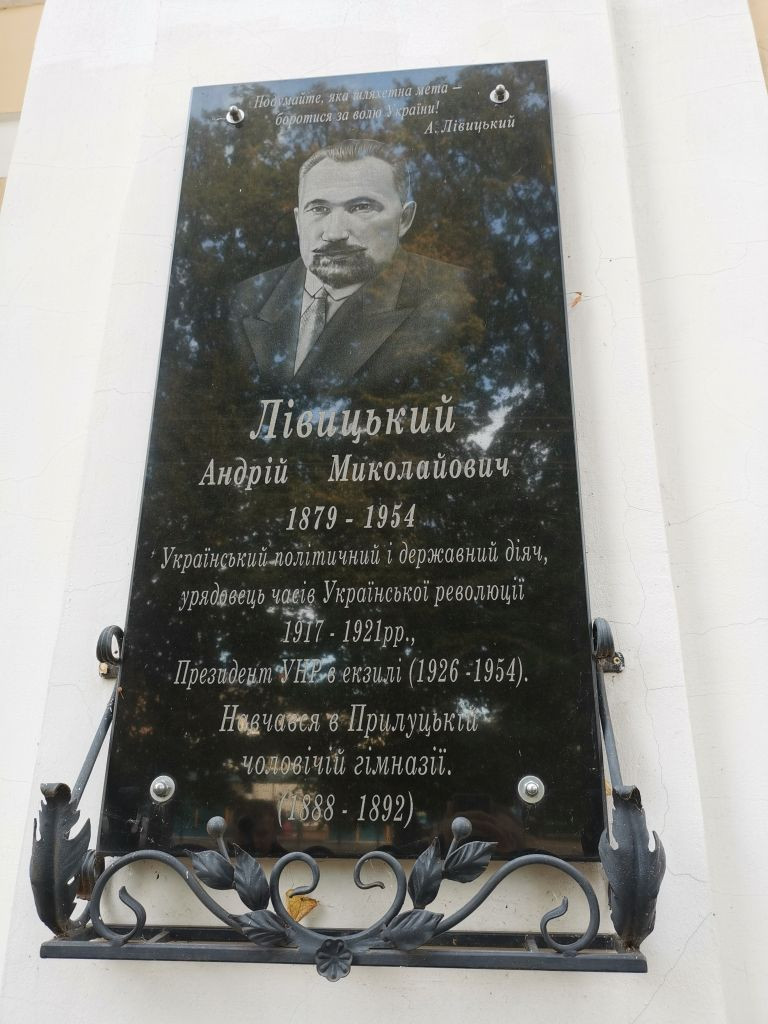 Подумайте, яка шляхетна мета –
боротися за волю України!
А. Лівицький
Лівицький
Андрій Миколайович
1879 - 1954
Український політичний і державний діяч,
урядовець часів Української революції
1917 - 1921рр.,
Президент УНР в екзилі (1926 -1954).
Навчався в Прилуцькій
чоловічій гімназії.
(1888 - 1892)